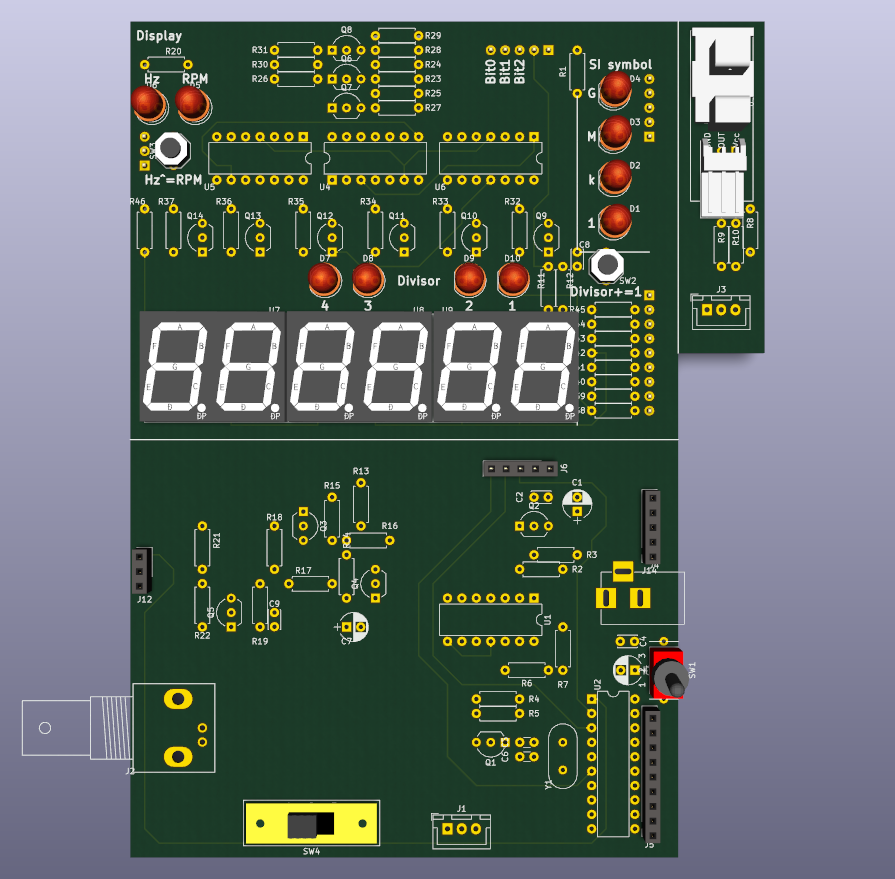 Display
R20
Hz RPM
Hz^=RPM
R31
R30
R26
Q8
Q6
Q7
R29
R28
R24
R23
R25
R27
Bit0
Bit1
Bit2
R1
SI symbol
D4
G
D3
M
D2
k
D1
1
U5
U4
U6
R46
R37
Q14
R36
Q13
R35
Q12
R34
Q11
R33
Q10
R32
Q9
C8
R11
R12
SW2
D7
D8
D9
D10
Divisor
4
3
2
1
Divisor+=1
R9
R10
R8
J3
A
F
B
G
E
C
D
DP
A
F
B
G
E
C
D
DP
A
F
B
G
E
C
D
DP
J6
R13
R15
C1
C2
Q2
Q3
R16
R18
R21
R3
R2
J14
R17
Q4
J12
Q5
C9
R22
R19
C7
U1
C4
R6
R7
SW1
U2
R4
R5
Q1
C6
Y1
J2
J1
SW4
J5